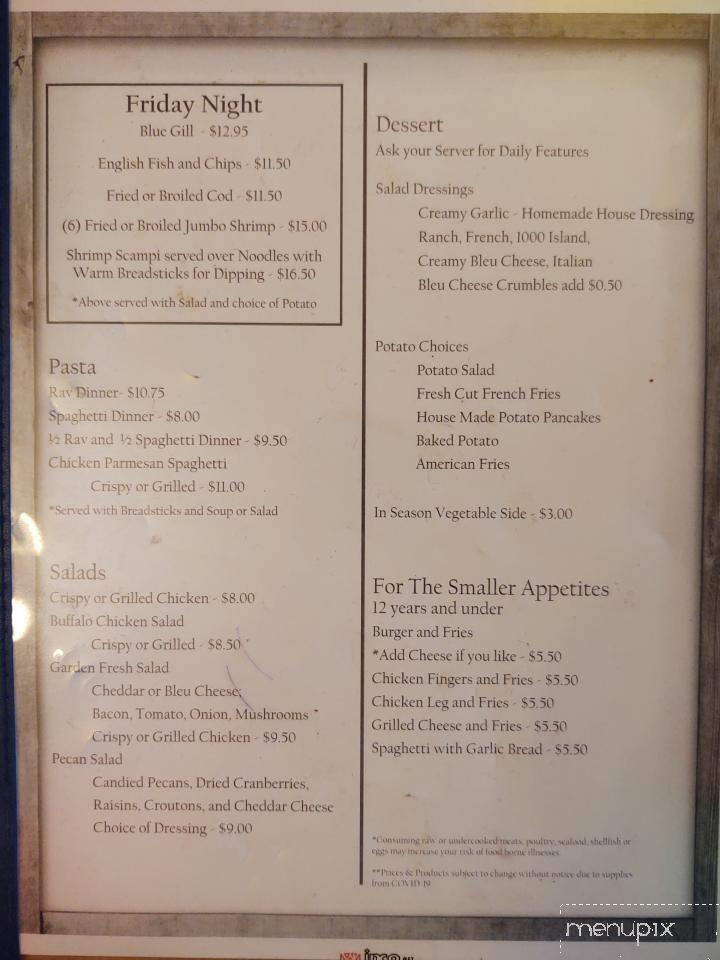 Friday Night
Blue Gill - $12.95
English Fish and Chips - $11.50
Fried or Broiled Cod - $11.50
(6) Fried or Broiled Jumbo Shrimp - $15.00
Shrimp Scampi served over Noodles with
Warm Breadsticks for Dipping - $16.50
*Above served with Salad and choice of Potato
Pasta
Rav Dinner- $10.75
Spaghetti Dinner - $8.00
½ Rav and ½ Spaghetti Dinner - $9.50
Chicken Parmesan Spaghetti
Crispy or Grilled - $11.00
*Served with Breadsticks and Soup or Salad
Salads
Crispy or Grilled Chicken - $8.00
Buffalo Chicken Salad
Crispy or Grilled - $8.50
Garden Fresh Salad
Cheddar or Bleu Cheese,
Bacon, Tomato, Onion, Mushrooms
Crispy or Grilled Chicken - $9.50
Pecan Salad
Candied Pecans, Dried Cranberries,
Raisins, Croutons, and Cheddar Cheese
Choice of Dressing - $9.00
Dessert
Ask your Server for Daily Features
Salad Dressings
Creamy Garlic - Homemade House Dressing
Ranch, French, 1000 Island,
Creamy Bleu Cheese, Italian
Bleu Cheese Crumbles add $0.50
Potato Choices
Potato Salad
Fresh Cut French Fries
House Made Potato Pancakes
Baked Potato
American Fries
In Season Vegetable Side - $3.00
For The Smaller Appetites
12 years and under
Burger and Fries
*Add Cheese if you like - $5.50
Chicken Fingers and Fries - $5.50
Chicken Leg and Fries - $5.50
Grilled Cheese and Fries - $5.50
Spaghetti with Garlic Bread - $5.50
*Consuming raw or undercooked meats, poultry, seafood, shellfish or
eggs may increase your risk of food borne illnesses.
**Prices & Products subject to change without notice due to supplies
from COVID-19
menupix